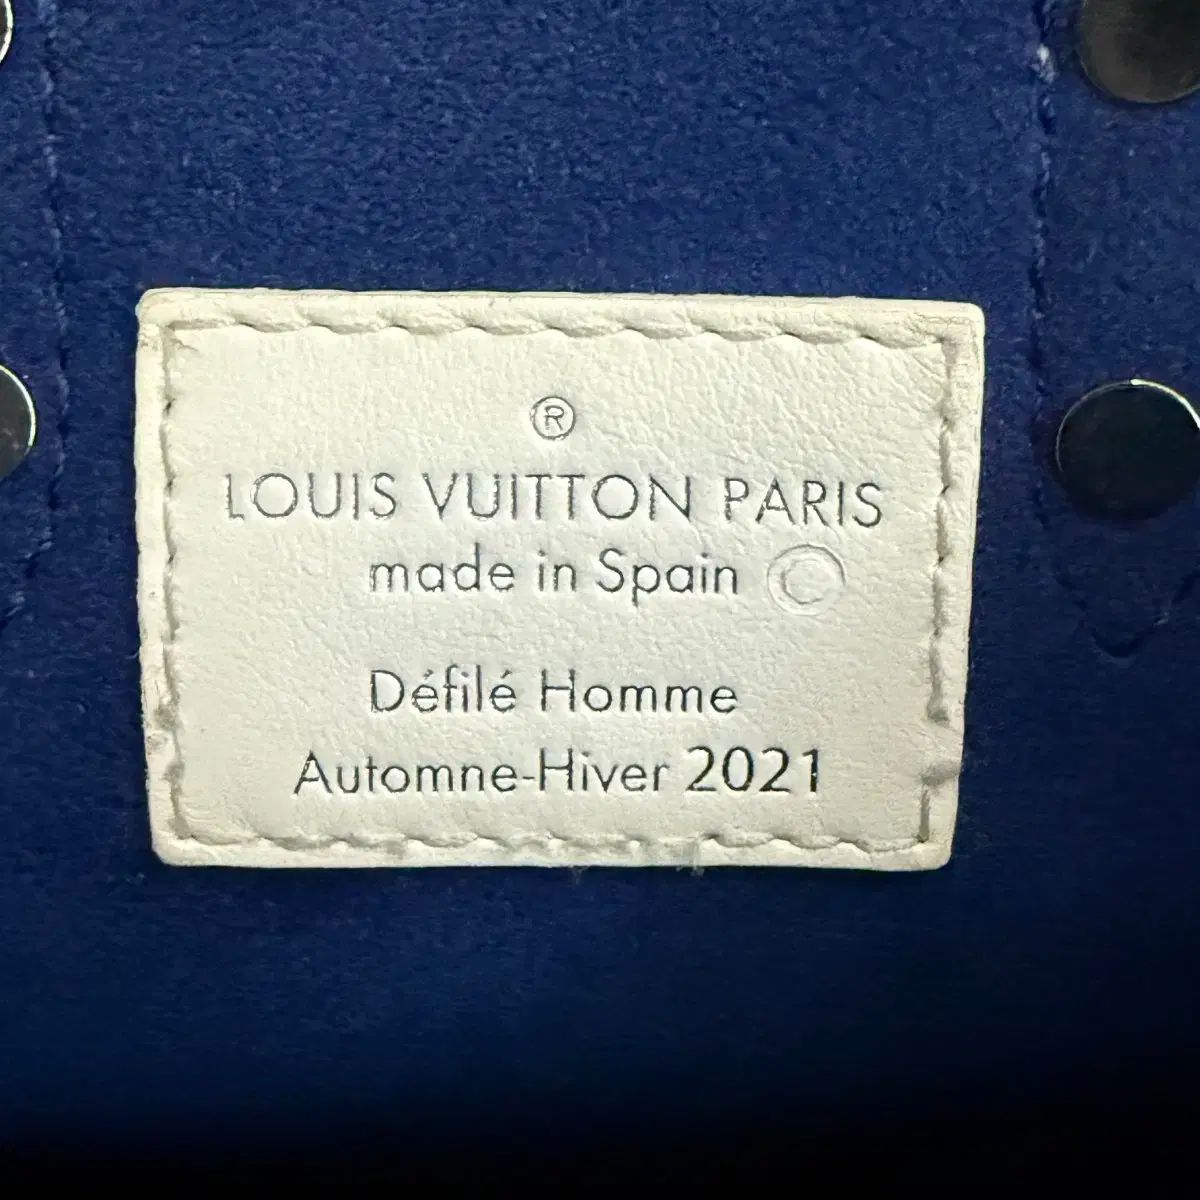 ®
LOUIS VUITTON PARIS
made in Spain ©
Défilé Homme
Automne-Hiver 2021